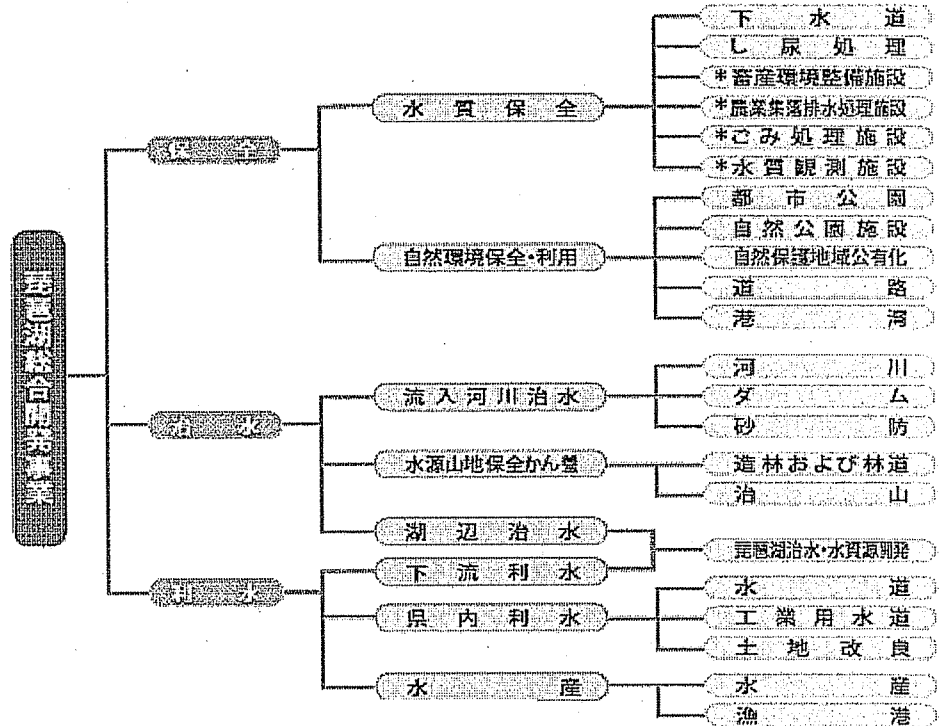 琵琶湖総合開発事業
保全
治水
利水
水質保全
自然環境保全・利用
流入河川治水
水源山地保全かん養
湖辺治水
下流利水
県内利水
水産
下水道
し尿処理
*畜産環境整備施設
*農業集落排水処理施設
*ごみ処理施設
*水質観測施設
都市公園
自然公園施設
自然保護地域公有化
道路
港湾
河川
ダム
砂防
造林および林道
治山
琵琶湖治水・水資源開発
水道
工業用水道
土地改良
水産
漁港